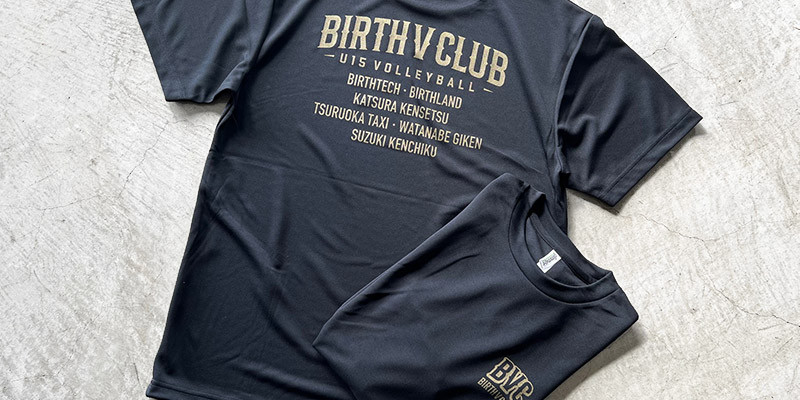 BIRTH V CLUB
U15 VOLLEYBALL
BIRTHTECH · BIRTHLAND
KATSURA KENSETSU
TSURUOKA TAXI · WATANABE GIKEN
SUZUKI KENCHIKU
BVC